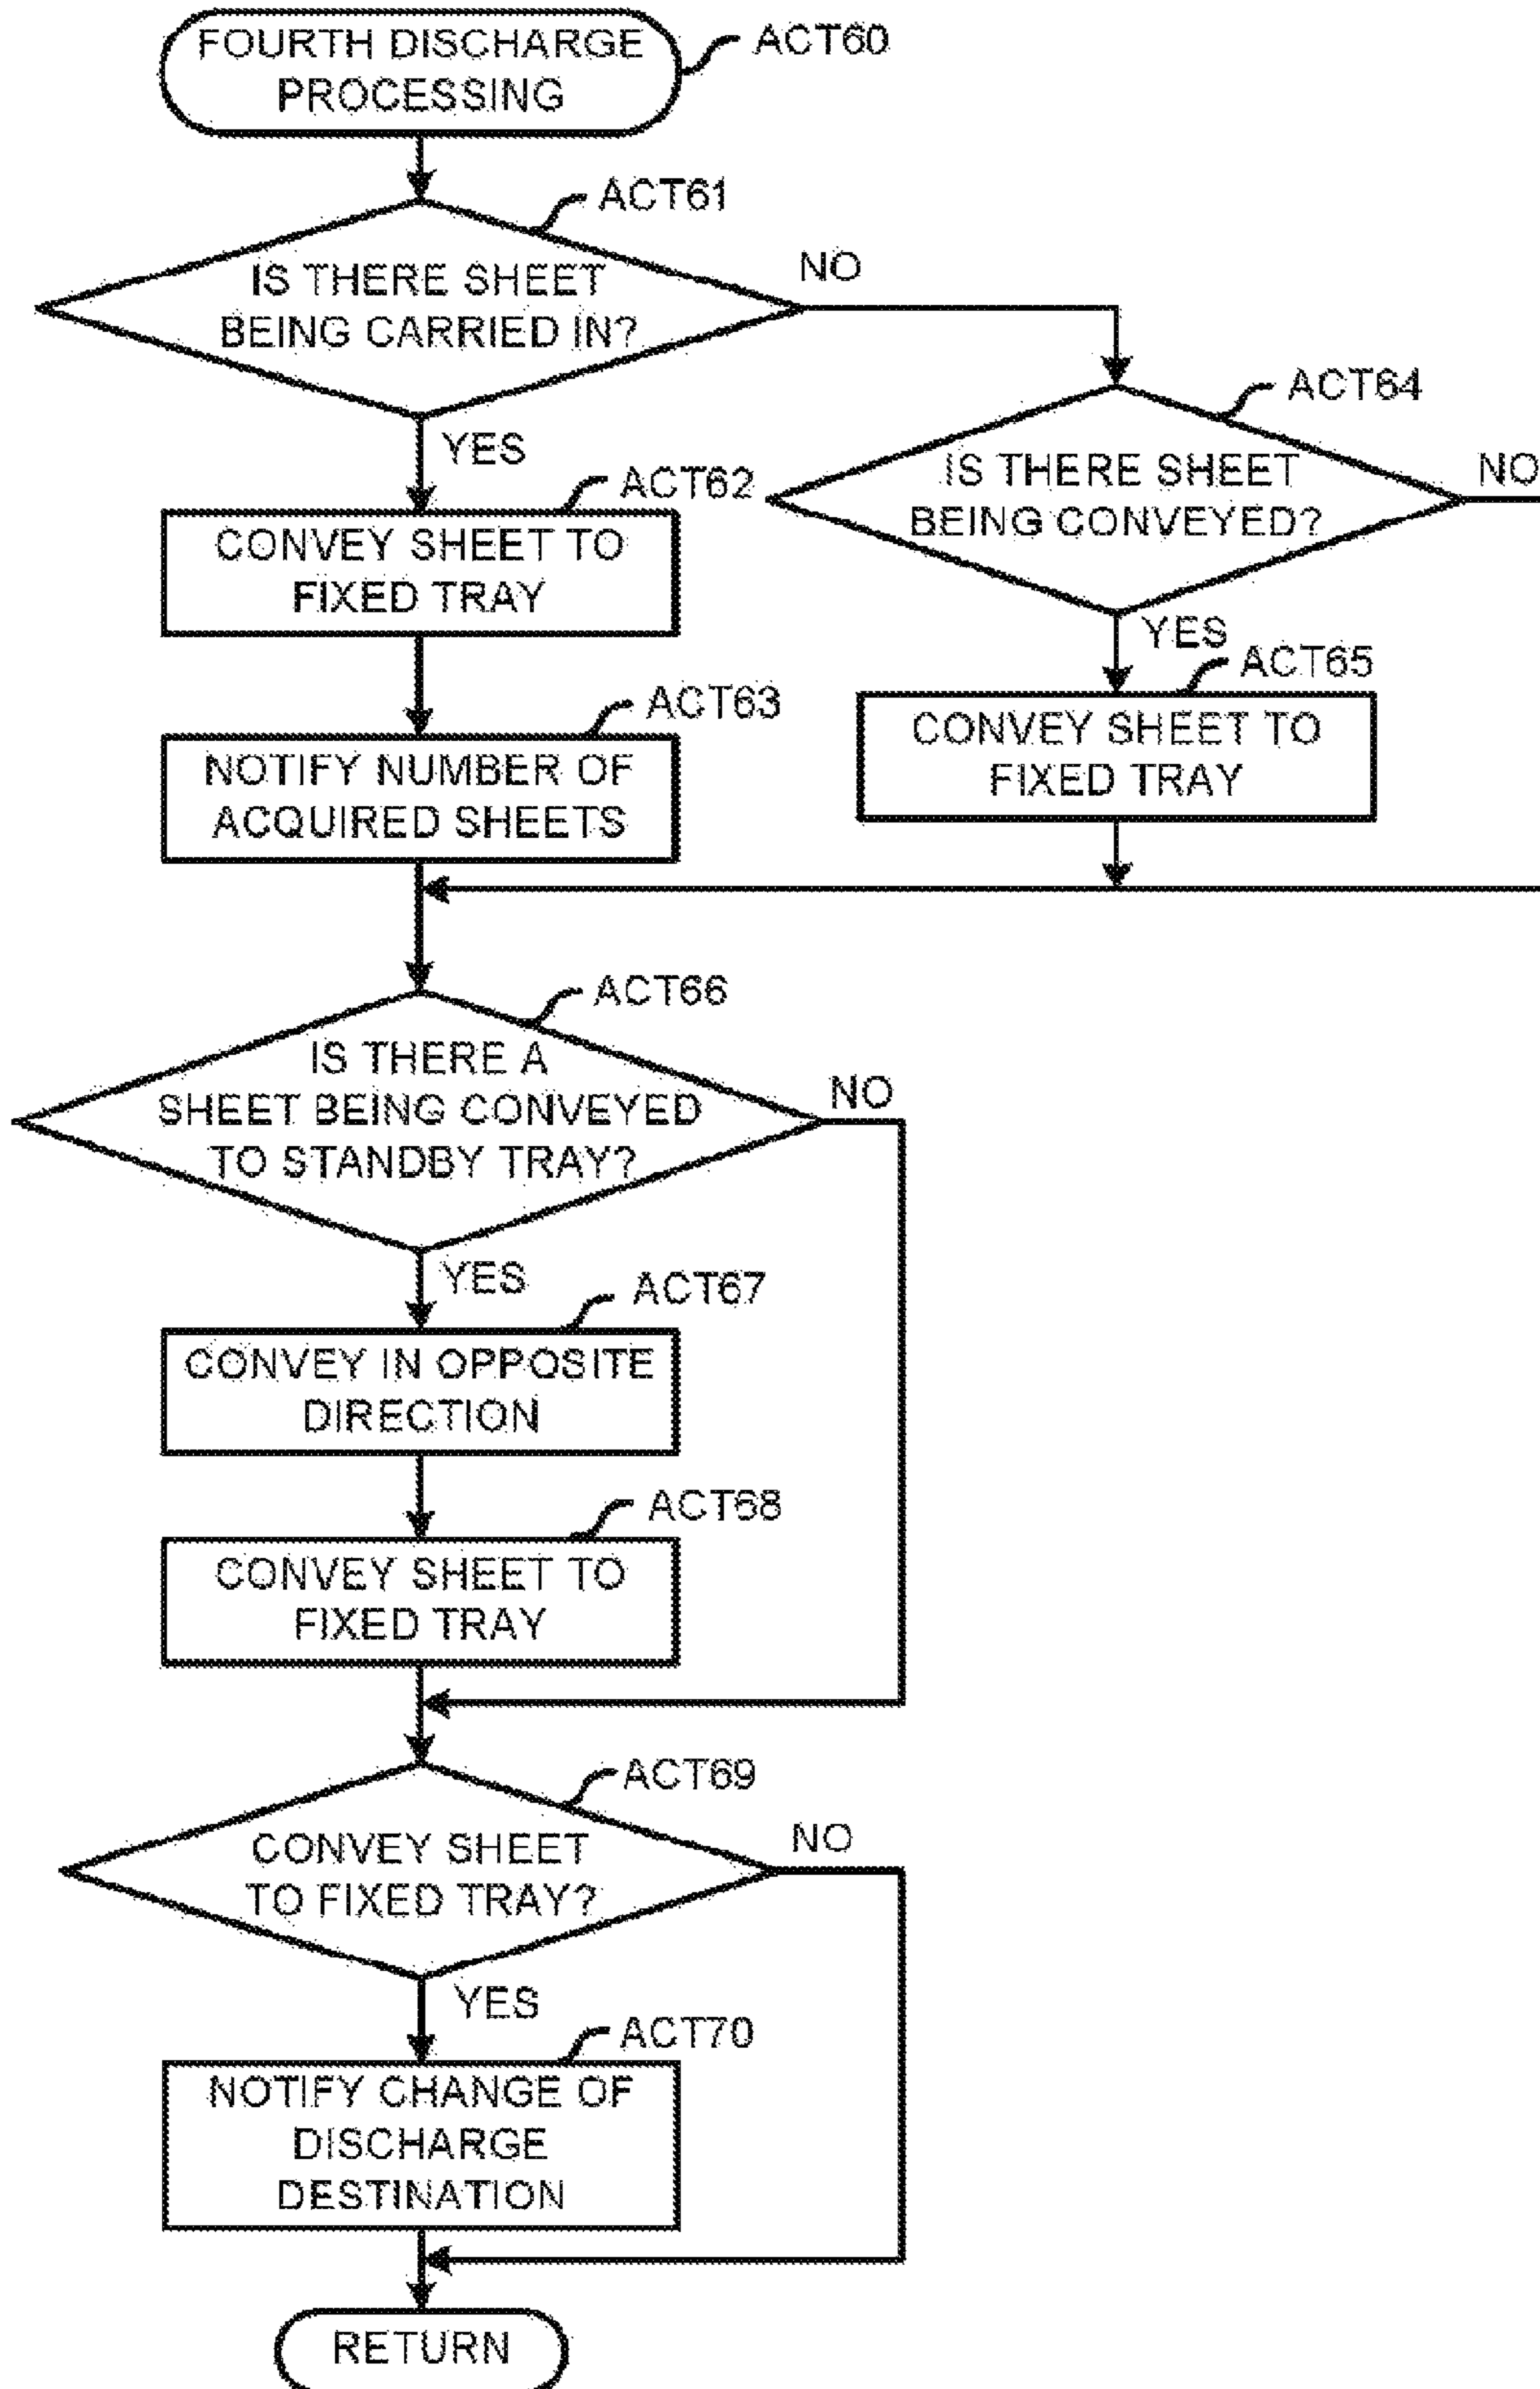 FOURTH DISCHARGE
PROCESSING
ACT60
ACT61
IS THERE SHEET
BEING CARRIED IN?
NO
YES
ACT64
IS THERE SHEET
BEING CONVEYED?
NO
YES
ACT62
CONVEY SHEET TO
FIXED TRAY
ACT65
CONVEY SHEET TO
FIXED TRAY
ACT63
NOTIFY NUMBER OF
ACQUIRED SHEETS
ACT66
IS THERE A
SHEET BEING CONVEYED
TO STANDBY TRAY?
NO
YES
ACT67
CONVEY IN OPPOSITE
DIRECTION
ACT68
CONVEY SHEET TO
FIXED TRAY
ACT69
CONVEY SHEET
TO FIXED TRAY?
NO
YES
ACT70
NOTIFY CHANGE OF
DISCHARGE
DESTINATION
RETURN